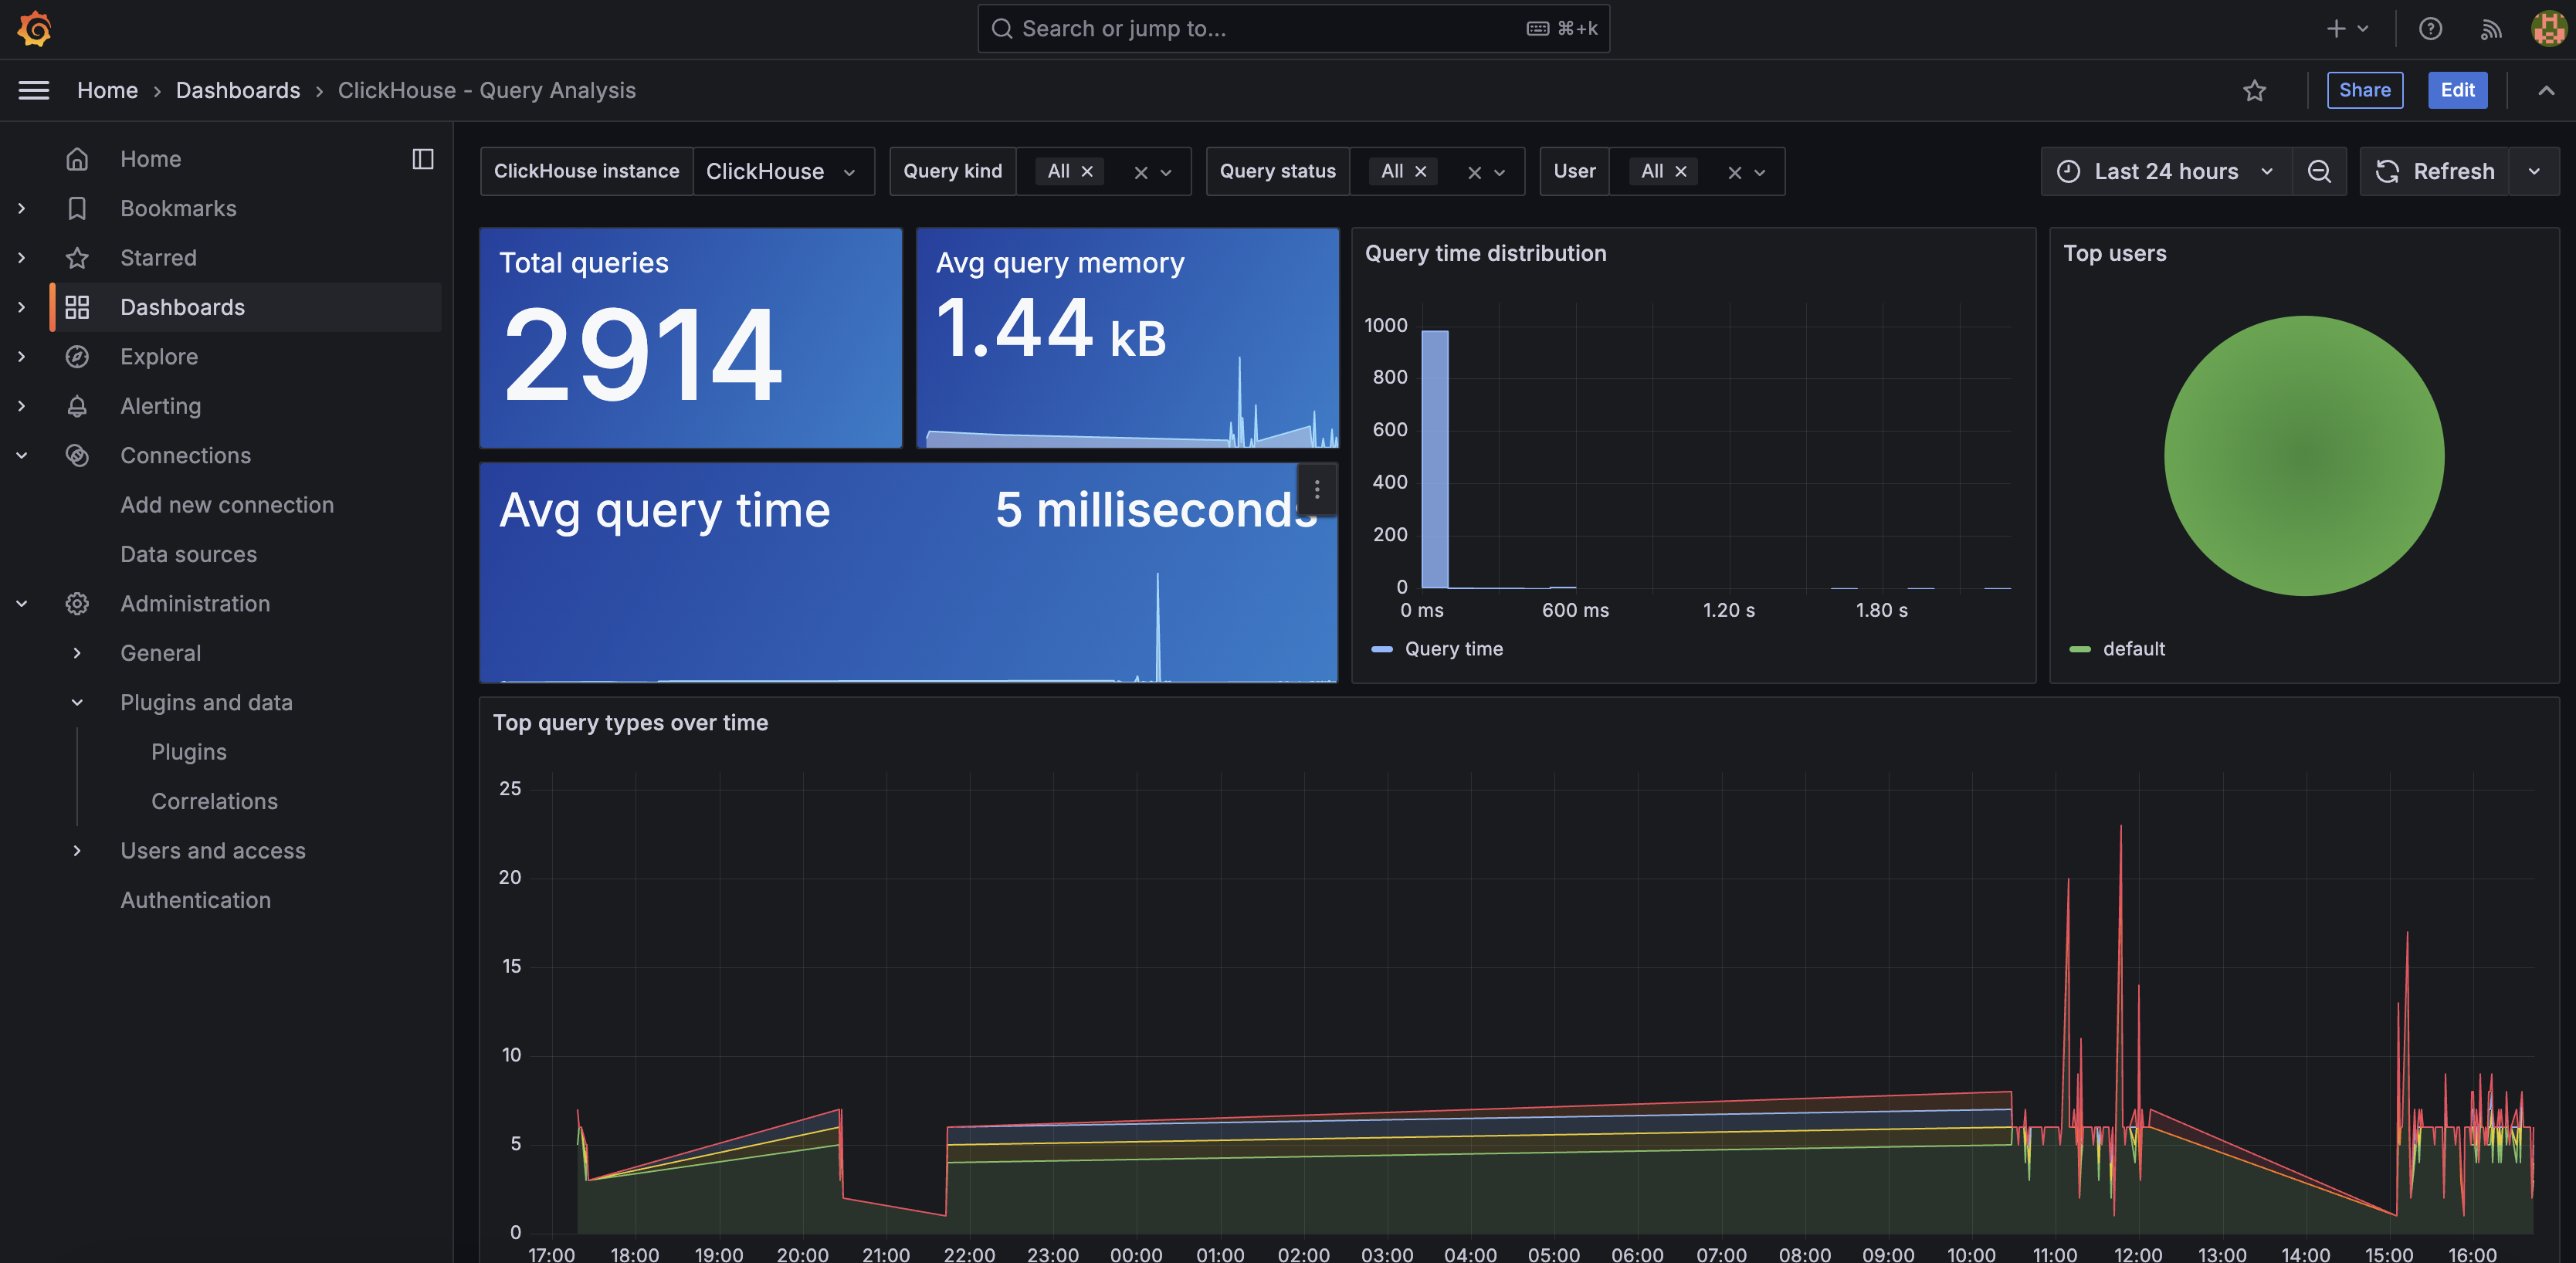 Search or jump to...
⌘+k
Home › Dashboards › ClickHouse - Query Analysis
Share
Edit
Home
Bookmarks
Starred
Dashboards
Explore
Alerting
Connections
Add new connection
Data sources
Administration
General
Plugins and data
Plugins
Correlations
Users and access
Authentication
ClickHouse instance ClickHouse
Query kind All
Query status All
User All
Last 24 hours
Refresh
Total queries
2914
Avg query memory
1.44 kB
Avg query time 5 milliseconds
Query time distribution
1000
800
600
400
200
0
0 ms 600 ms 1.20 s 1.80 s
Query time
Top users
default
Top query types over time
25
20
15
10
5
0
17:00 18:00 19:00 20:00 21:00 22:00 23:00 00:00 01:00 02:00 03:00 04:00 05:00 06:00 07:00 08:00 09:00 10:00 11:00 12:00 13:00 14:00 15:00 16:00